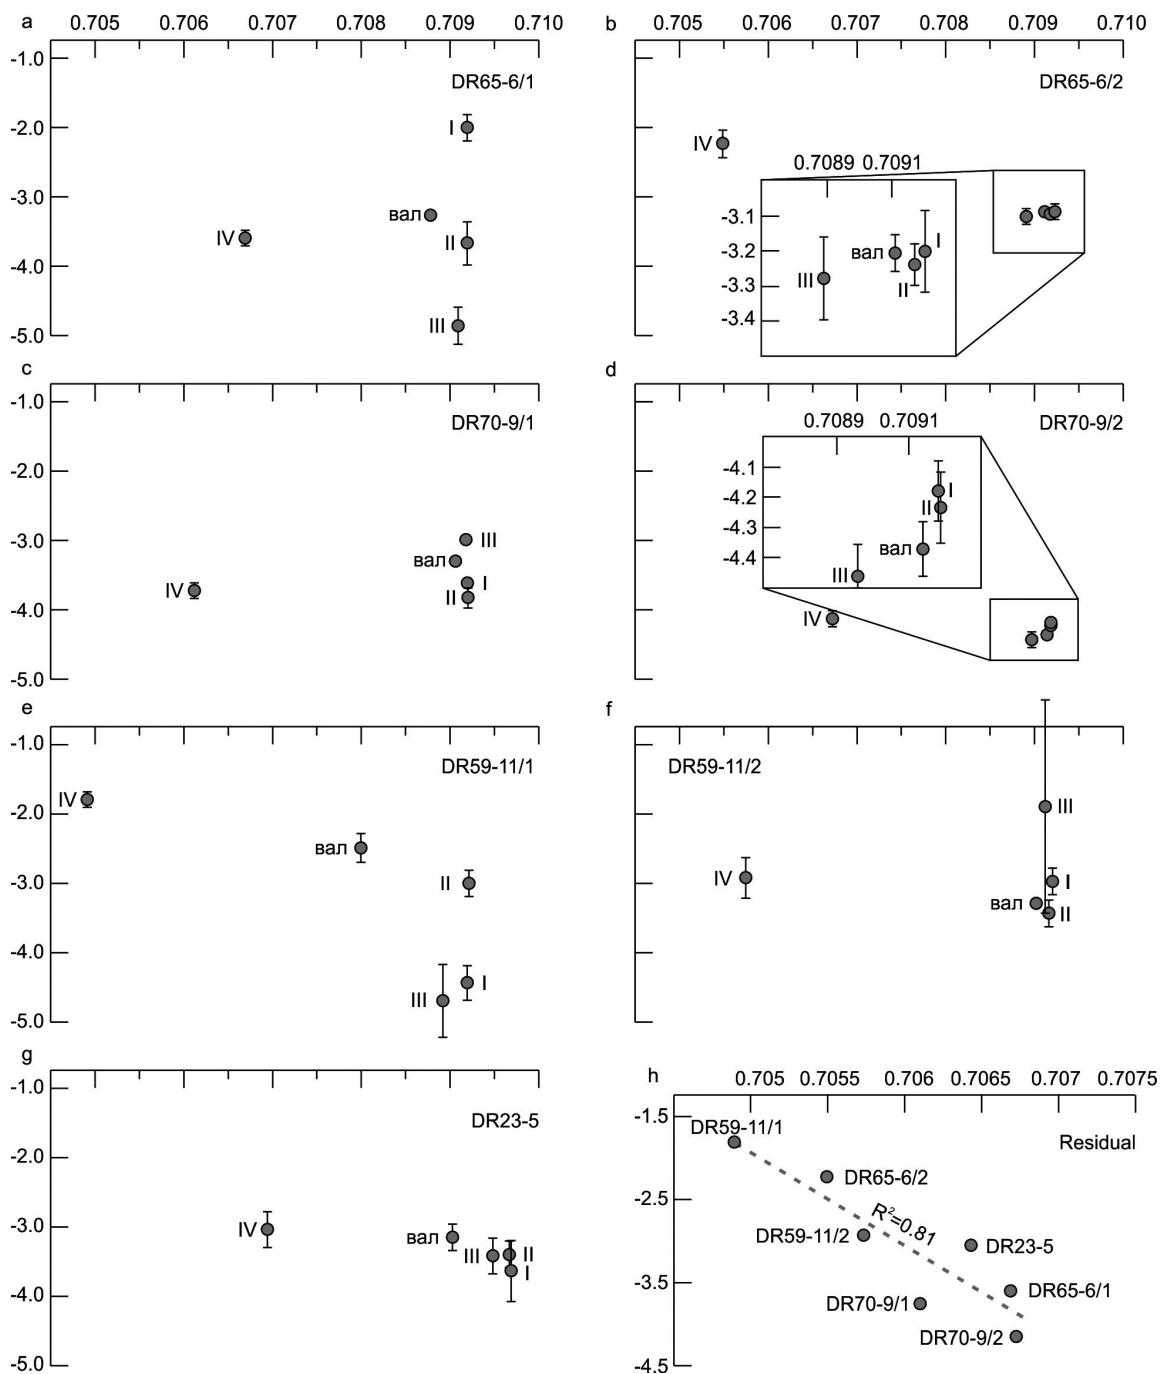 a
0.705 0.706 0.707 0.708 0.709 0.710
-1.0
DR65-6/1
I
-2.0
-3.0
вал
IV
II
-4.0
III
-5.0
b
0.705 0.706 0.707 0.708 0.709 0.710
DR65-6/2
IV
0.7089 0.7091
-3.1
I
-3.2
вал
III
-3.3
II
-3.4
c
-1.0
DR70-9/1
-2.0
-3.0
III
вал
I
IV
II
-4.0
-5.0
d
DR70-9/2
0.7089 0.7091
-4.1
I
-4.2
II
-4.3
вал
-4.4
III
IV
e
-1.0
DR59-11/1
IV
-2.0
вал
II
-3.0
-4.0
I
III
-5.0
f
DR59-11/2
III
IV
I
вал
II
g
-1.0
DR23-5
-2.0
-3.0
IV
вал
III
II
I
-4.0
-5.0
h
0.705 0.7055 0.706 0.7065 0.707 0.7075
-1.5
DR59-11/1
Residual
DR65-6/2
-2.5
R²=0.81
DR59-11/2
DR23-5
-3.5
DR65-6/1
DR70-9/1
DR70-9/2
-4.5